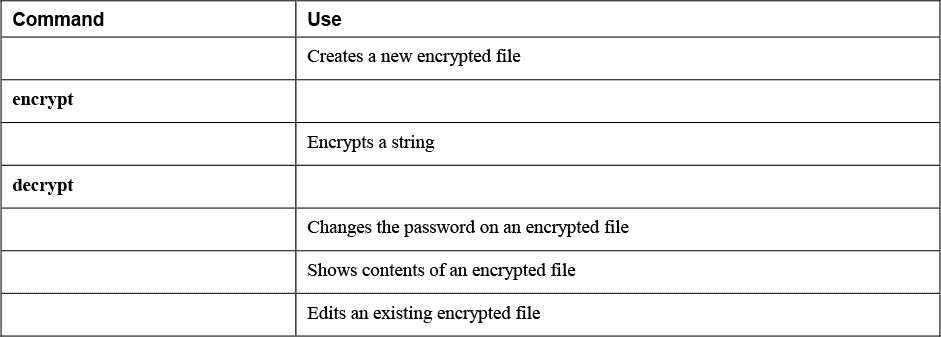 Command Use
Creates a new encrypted file
encrypt
Encrypts a string
decrypt
Changes the password on an encrypted file
Shows contents of an encrypted file
Edits an existing encrypted file